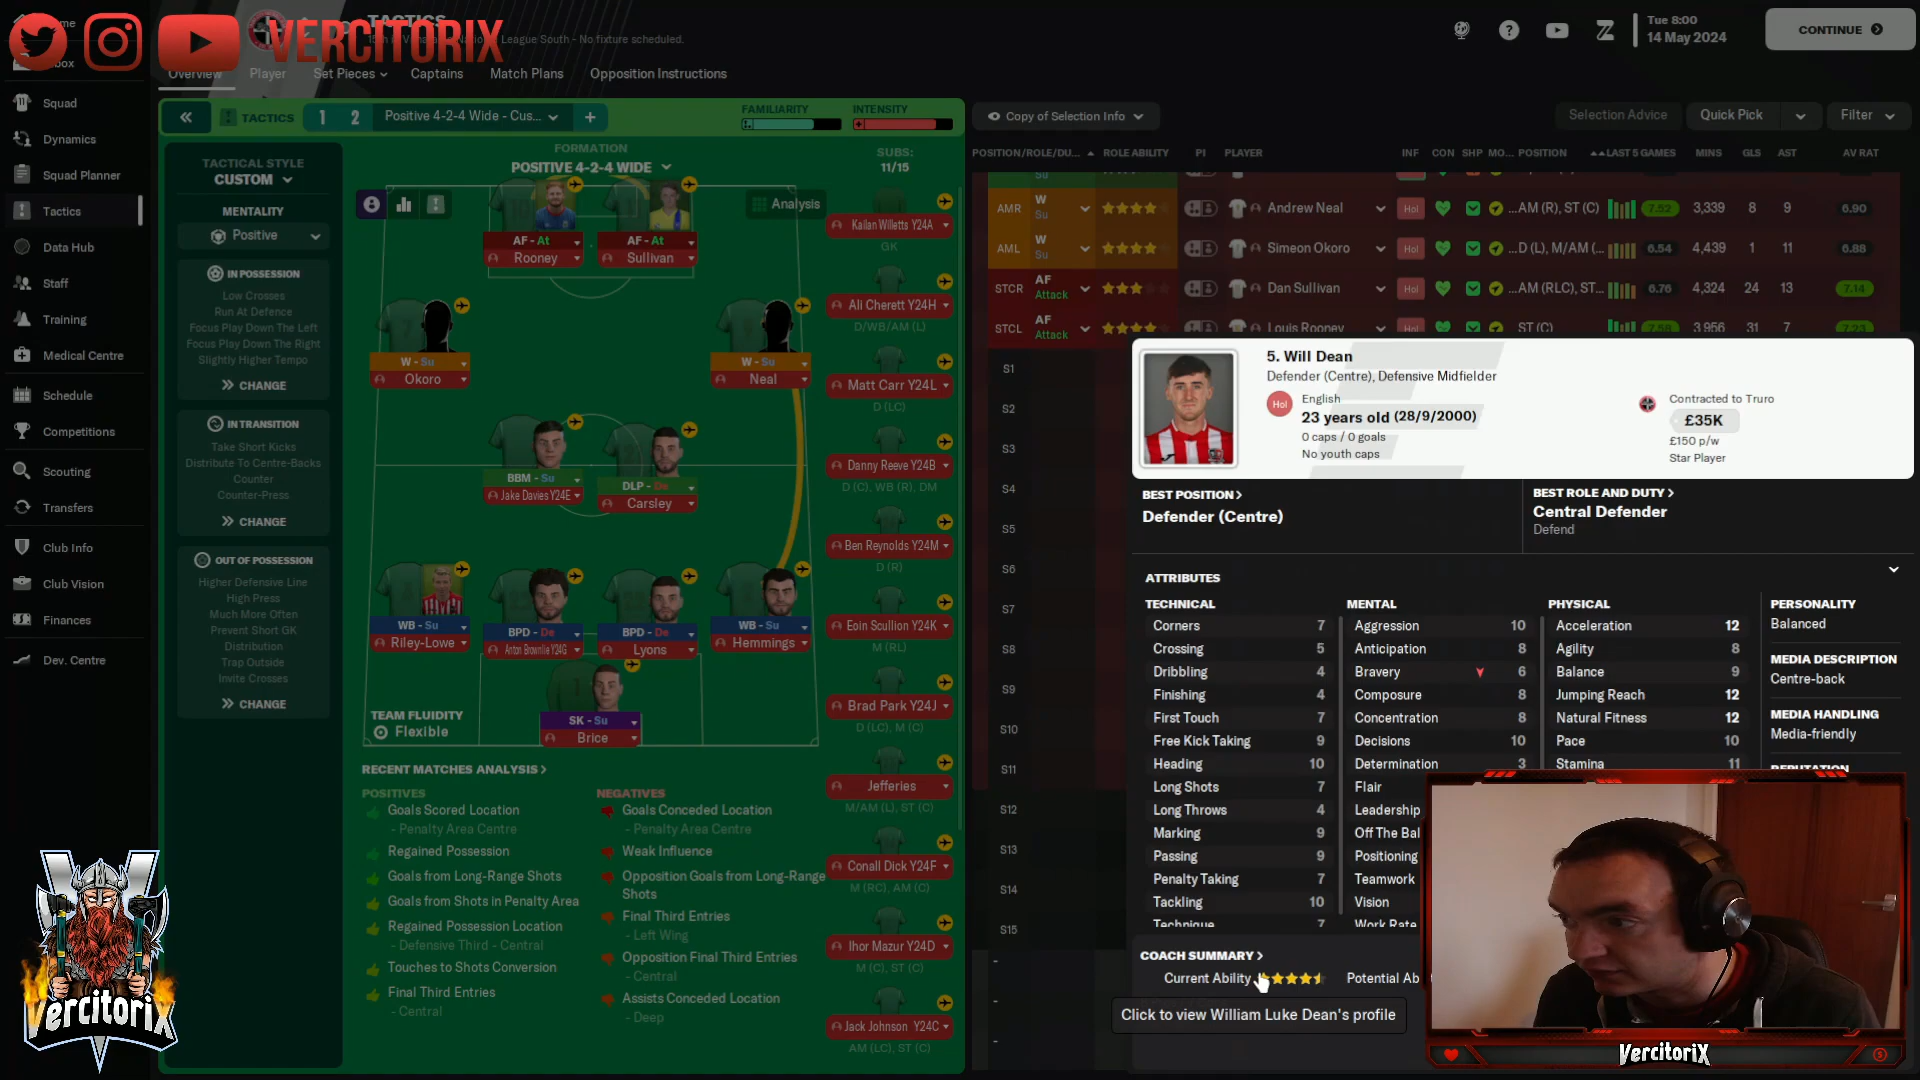 VERCITORIX
TACTICS
League South - No fixture scheduled.
Tue 8:00
14 May 2024
CONTINUE
Overview
Player
Set Pieces
Captains
Match Plans
Opposition Instructions
Squad
Dynamics
Squad Planner
Tactics
Data Hub
Staff
Training
Medical Centre
Schedule
Competitions
Scouting
Transfers
Club Info
Club Vision
Finances
Dev. Centre
TACTICS
1 2
Positive 4-2-4 Wide - Cus...
FAMILIARITY
INTENSITY
TACTICAL STYLE
CUSTOM
MENTALITY
Positive
IN POSSESSION
Low Crosses
Run At Defence
Focus Play Down The Left
Focus Play Down The Right
Slightly Higher Tempo
CHANGE
IN TRANSITION
Take Short Kicks
Distribute To Centre-Backs
Counter
Counter-Press
CHANGE
OUT OF POSSESSION
Higher Defensive Line
High Press
Much More Often
Prevent Short GK
Distribution
Trap Outside
Invite Crosses
CHANGE
FORMATION
POSITIVE 4-2-4 WIDE
SUBS:
11/15
Analysis
AF - At
Rooney
AF - At
Sullivan
W - Su
Okoro
W - Su
Neal
BBM - Su
Jake Davies Y24E
DLP - De
Carsley
WB - Su
Riley-Lowe
BPD - De
Anton Brownlie Y24G
BPD - De
Lyons
WB - Su
Hemmings
SK - Su
Brice
TEAM FLUIDITY
Flexible
Kailan Willetts Y24A
GK
Ali Cherett Y24H
D/WB/AM (L)
Matt Carr Y24L
D (LC)
Danny Reeve Y24B
D (C), WB (R), DM
Ben Reynolds Y24M
D (R)
Eoin Scullion Y24K
M (RL)
Brad Park Y24J
D (LC), M (C)
Jefferies
M/AM (L), ST (C)
Conall Dick Y24F
M (RC), AM (C)
Ihor Mazur Y24D
M (C), ST (C)
Jack Johnson Y24C
AM (LC), ST (C)
RECENT MATCHES ANALYSIS >
POSITIVES
Goals Scored Location
- Penalty Area Centre
Regained Possession
Goals from Long-Range Shots
Goals from Shots in Penalty Area
Regained Possession Location
- Defensive Third - Central
Touches to Shots Conversion
Final Third Entries
- Central
NEGATIVES
Goals Conceded Location
- Penalty Area Centre
Weak Influence
Opposition Goals from Long-Range
Shots
Final Third Entries
- Left Wing
Opposition Final Third Entries
- Central
Assists Conceded Location
- Deep
Copy of Selection Info
Selection Advice
Quick Pick
Filter
POSITION/ROLE/DU...
ROLE ABILITY
PI
PLAYER
INF
CON
SHP
MO...
POSITION
LAST 5 GAMES
MINS
GLS
AST
AV RAT
Su
AMR W Su Andrew Neal Hol ...AM (R), ST (C) 7.52 3,339 8 9 6.90
AML W Su Simeon Okoro Hol ...D (L), M/AM (... 6.54 4,439 1 11 6.88
STCR AF Attack Dan Sullivan Hol ...AM (RLC), ST... 6.76 4,324 24 13 7.14
STCL AF Attack Louis Rooney Hol ST (C) 7.58 3,956 31 7 7.23
S1
S2
S3
S4
S5
S6
S7
S8
S9
S10
S11
S12
S13
S14
S15
5. Will Dean
Defender (Centre), Defensive Midfielder
Hol
English
23 years old (28/9/2000)
0 caps / 0 goals
No youth caps
Contracted to Truro
£35K
£150 p/w
Star Player
BEST POSITION >
Defender (Centre)
BEST ROLE AND DUTY >
Central Defender
Defend
ATTRIBUTES
TECHNICAL
Corners 7
Crossing 5
Dribbling 4
Finishing 4
First Touch 7
Free Kick Taking 9
Heading 10
Long Shots 7
Long Throws 4
Marking 9
Passing 9
Penalty Taking 7
Tackling 10
Technique 7
MENTAL
Aggression 10
Anticipation 8
Bravery 6
Composure 8
Concentration 8
Decisions 10
Determination 3
Flair
Leadership
Off The Bal
Positioning
Teamwork
Vision
Work Rate
PHYSICAL
Acceleration 12
Agility 8
Balance 9
Jumping Reach 12
Natural Fitness 12
Pace 10
Stamina 11
PERSONALITY
Balanced
MEDIA DESCRIPTION
Centre-back
MEDIA HANDLING
Media-friendly
COACH SUMMARY >
Current Ability
Potential Ab
Click to view William Luke Dean's profile
VercitoriX
VercitoriX